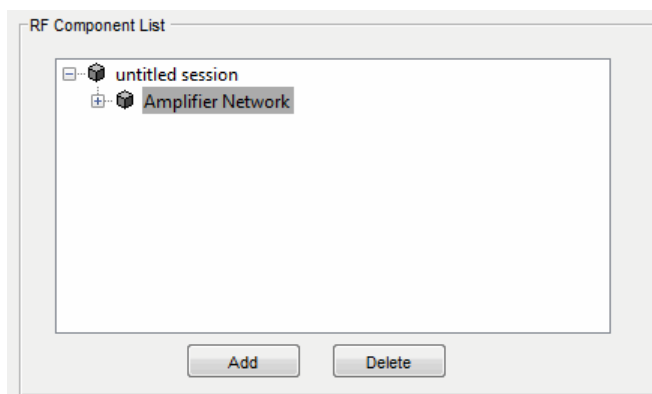 RF Component List
untitled session
Amplifier Network
Add Delete